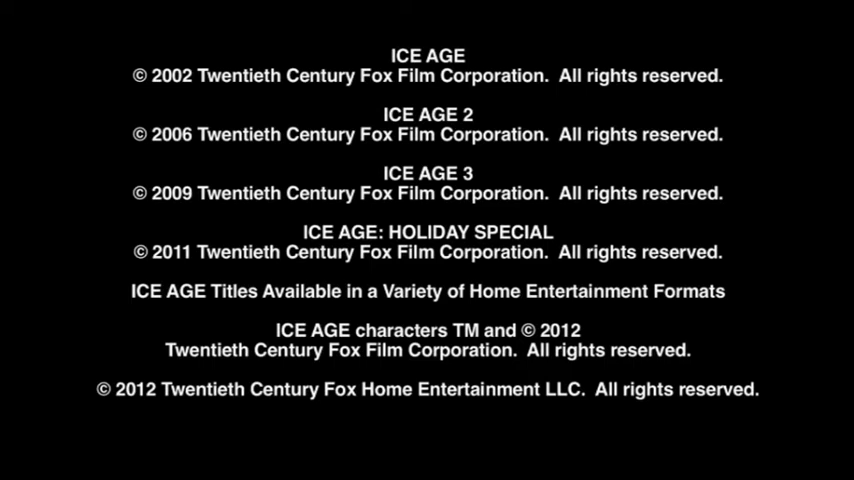 ICE AGE
© 2002 Twentieth Century Fox Film Corporation.  All rights reserved.
ICE AGE 2
© 2006 Twentieth Century Fox Film Corporation.  All rights reserved.
ICE AGE 3
© 2009 Twentieth Century Fox Film Corporation.  All rights reserved.
ICE AGE: HOLIDAY SPECIAL
© 2011 Twentieth Century Fox Film Corporation.  All rights reserved.
ICE AGE Titles Available in a Variety of Home Entertainment Formats
ICE AGE characters TM and © 2012
Twentieth Century Fox Film Corporation.  All rights reserved.
© 2012 Twentieth Century Fox Home Entertainment LLC.  All rights reserved.